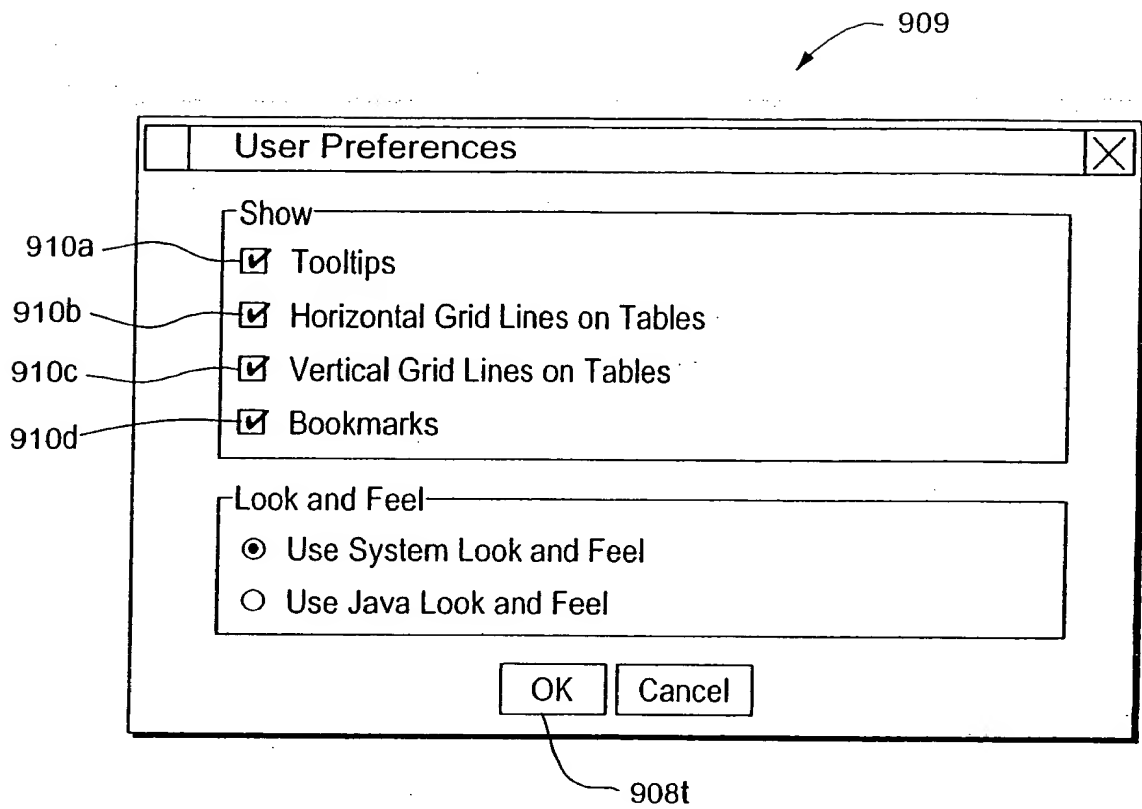 909
User Preferences
Show
910a
Tooltips
910b
Horizontal Grid Lines on Tables
910c
Vertical Grid Lines on Tables
910d
Bookmarks
Look and Feel
Use System Look and Feel
Use Java Look and Feel
OK
Cancel
908t